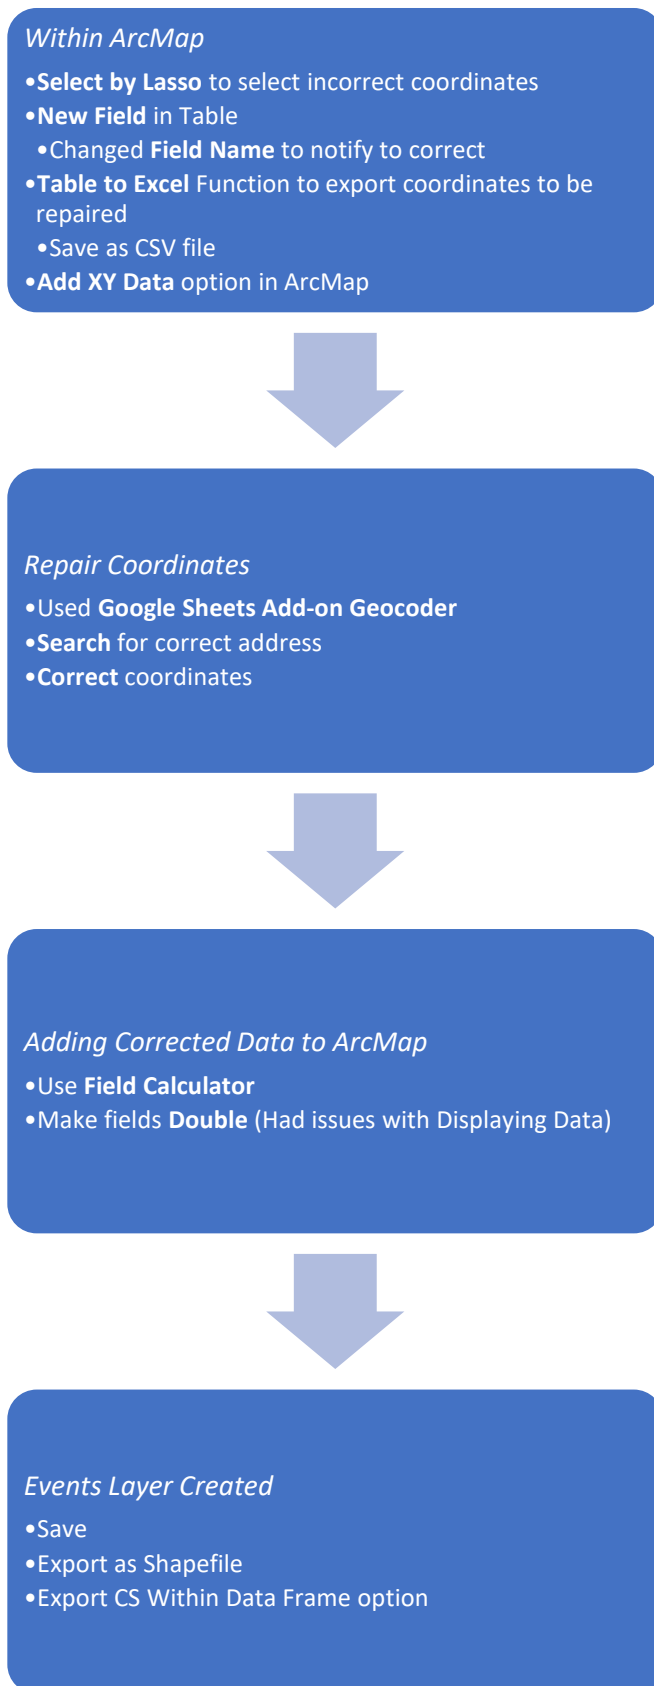 Within ArcMap
•Select by Lasso to select incorrect coordinates
•New Field in Table
•Changed Field Name to notify to correct
•Table to Excel Function to export coordinates to be
repaired
•Save as CSV file
•Add XY Data option in ArcMap
Repair Coordinates
•Used Google Sheets Add-on Geocoder
•Search for correct address
•Correct coordinates
Adding Corrected Data to ArcMap
•Use Field Calculator
•Make fields Double (Had issues with Displaying Data)
Events Layer Created
•Save
•Export as Shapefile
•Export CS Within Data Frame option